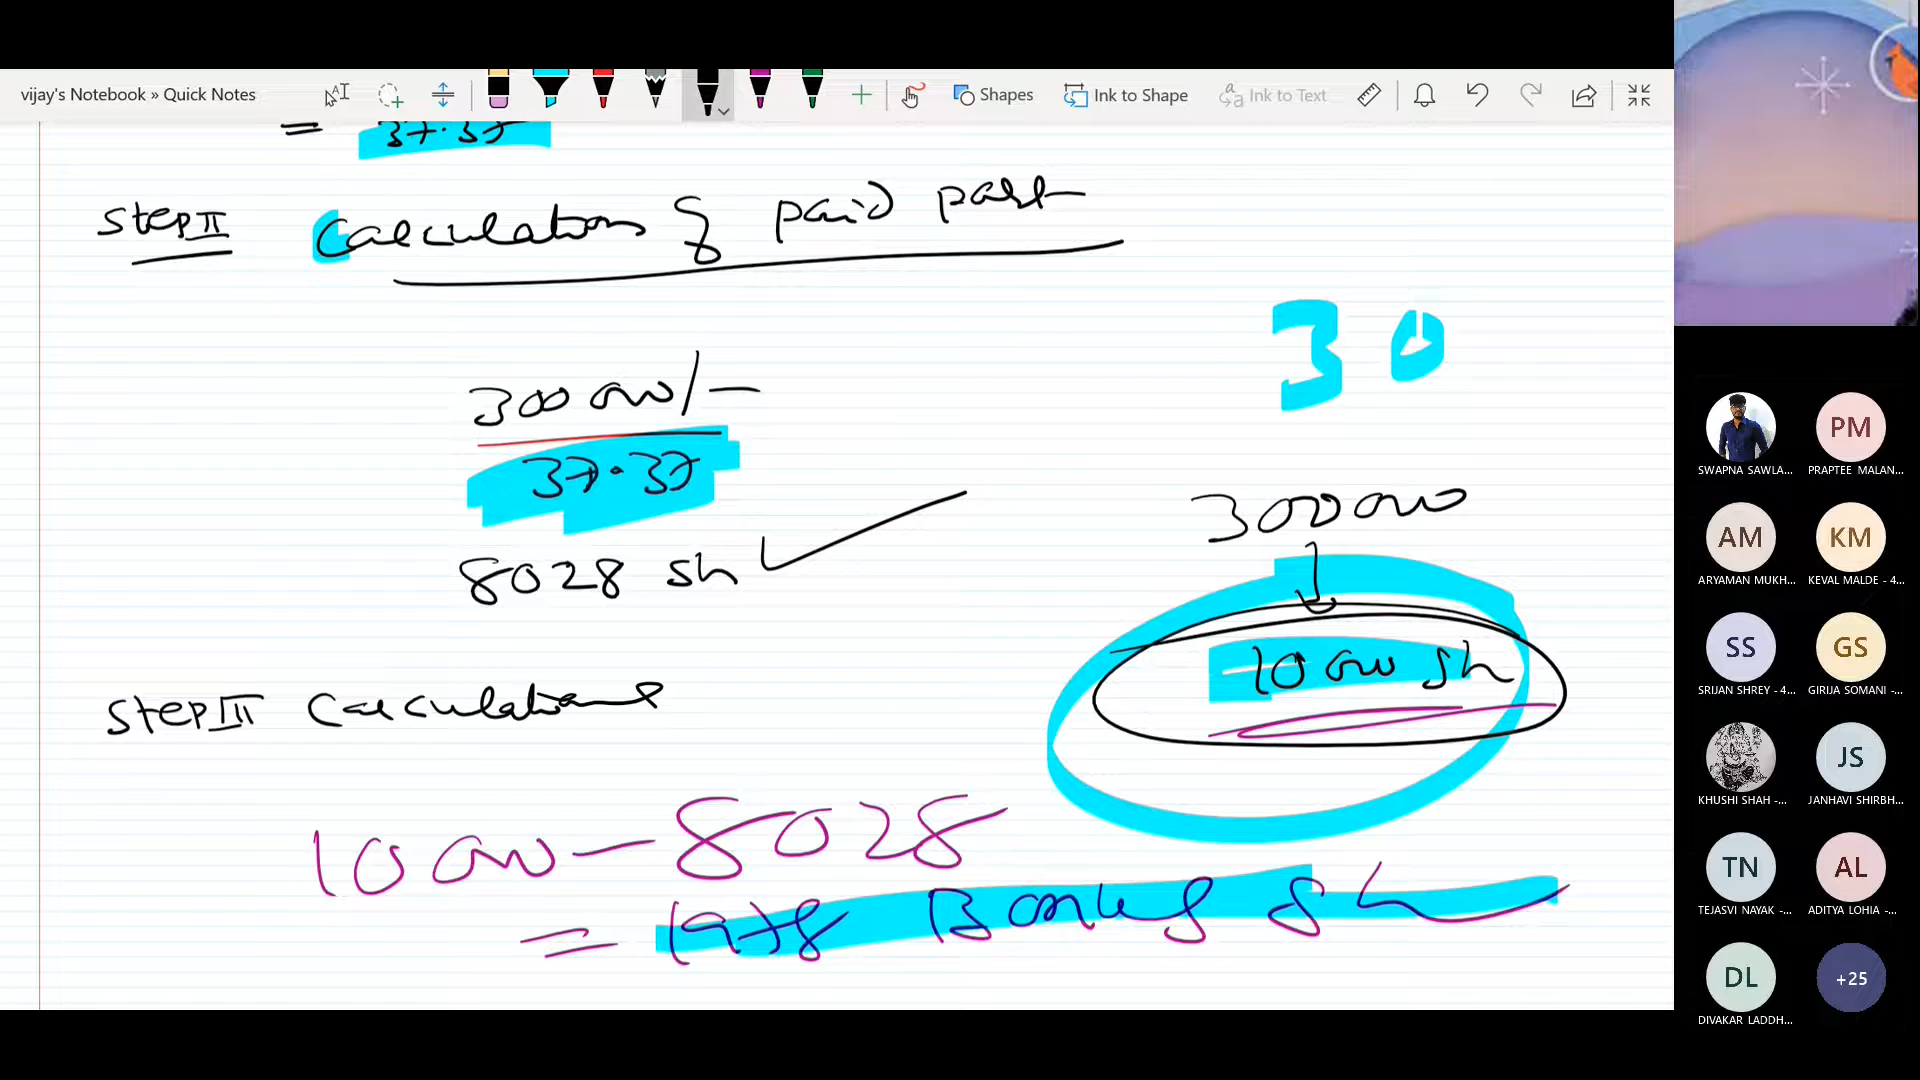 vijay's Notebook » Quick Notes
Shapes
Ink to Shape
Ink to Text
= 37.37
Step II Calculation of paid part
30
300000/-
37.37
8028 sh
300000
10000 sh
Step III Calculation
10000 - 8028
= 1978 Bonus sh
SWAPNA SAWLA...
PM
PRAPTEE MALAN...
AM
ARYAMAN MUKH...
KM
KEVAL MALDE - 4...
SS
SRIJAN SHREY - 4...
GS
GIRIJA SOMANI -...
KHUSHI SHAH -...
JS
JANHAVI SHIRBH...
TN
TEJASVI NAYAK -...
AL
ADITYA LOHIA -...
DL
DIVAKAR LADDH...
+25